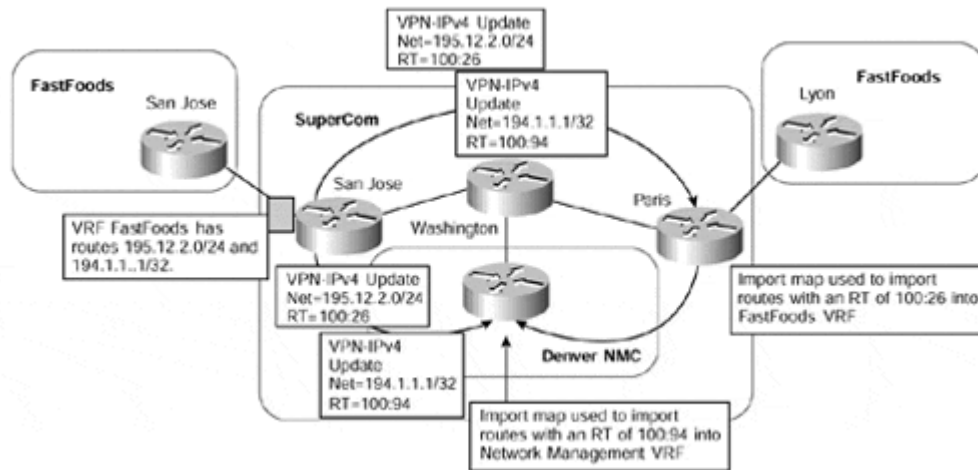 VPN-IPv4 Update
Net=195.12.2.0/24
RT=100:26
VPN-IPv4
Update
Net=194.1.1.1/32
RT=100:94
FastFoods
San Jose
SuperCom
FastFoods
Lyon
San Jose
Washington
Paris
VRF FastFoods has
routes 195.12.2.0/24 and
194.1.1..1/32.
VPN-IPv4 Update
Net=195.12.2.0/24
RT=100:26
VPN-IPv4
Update
Net=194.1.1.1/32
RT=100:94
Denver NMC
Import map used to import
routes with an RT of 100:26 into
FastFoods VRF
Import map used to import
routes with an RT of 100:94 into
Network Management VRF